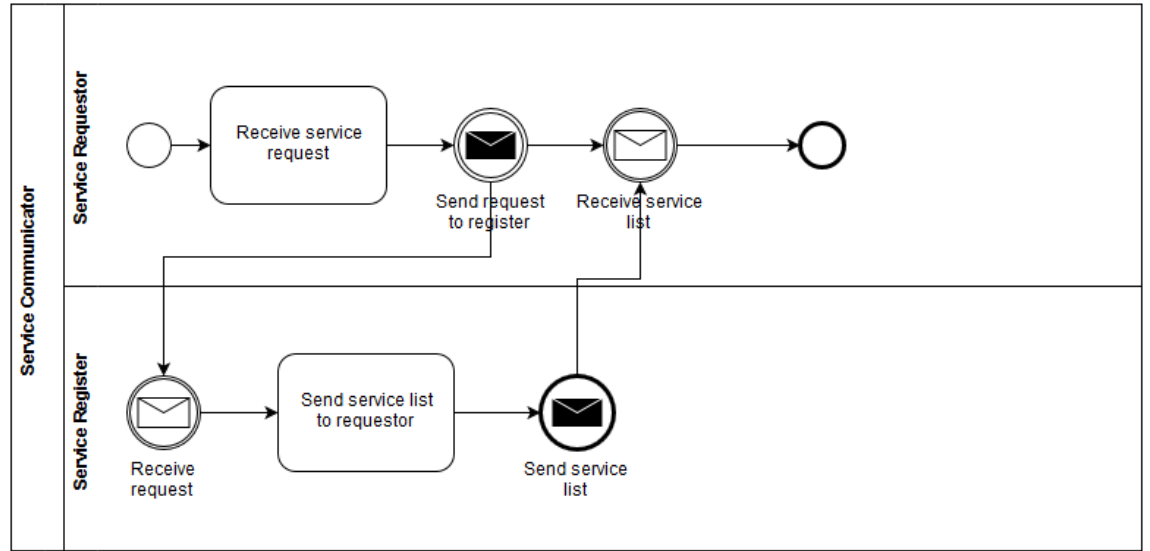 Service Communicator
Service Requestor
Receive service
request
Send request
to register
Receive service
list
Service Register
Receive
request
Send service list
to requestor
Send service
list